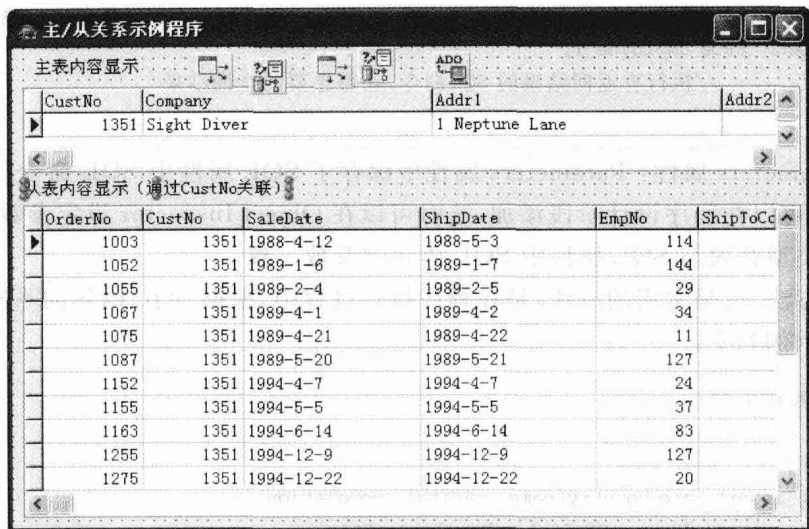 主/从关系示例程序
主表内容显示
ADO
CustNo Company Addr1 Addr2
1351 Sight Diver 1 Neptune Lane
从表内容显示（通过CustNo关联）
OrderNo CustNo SaleDate ShipDate EmpNo ShipToCo
1003 1351 1988-4-12 1988-5-3 114
1052 1351 1989-1-6 1989-1-7 144
1055 1351 1989-2-4 1989-2-5 29
1067 1351 1989-4-1 1989-4-2 34
1075 1351 1989-4-21 1989-4-22 11
1087 1351 1989-5-20 1989-5-21 127
1152 1351 1994-4-7 1994-4-7 24
1155 1351 1994-5-5 1994-5-5 37
1163 1351 1994-6-14 1994-6-14 83
1255 1351 1994-12-9 1994-12-9 127
1275 1351 1994-12-22 1994-12-22 20